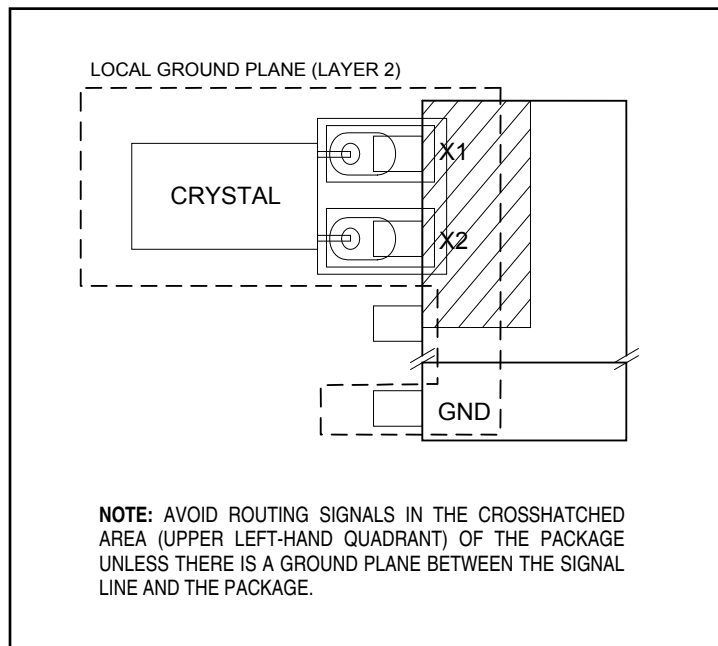 LOCAL GROUND PLANE (LAYER 2)
X1
CRYSTAL
X2
GND
NOTE: AVOID ROUTING SIGNALS IN THE CROSSHATCHED
AREA (UPPER LEFT-HAND QUADRANT) OF THE PACKAGE
UNLESS THERE IS A GROUND PLANE BETWEEN THE SIGNAL
LINE AND THE PACKAGE.